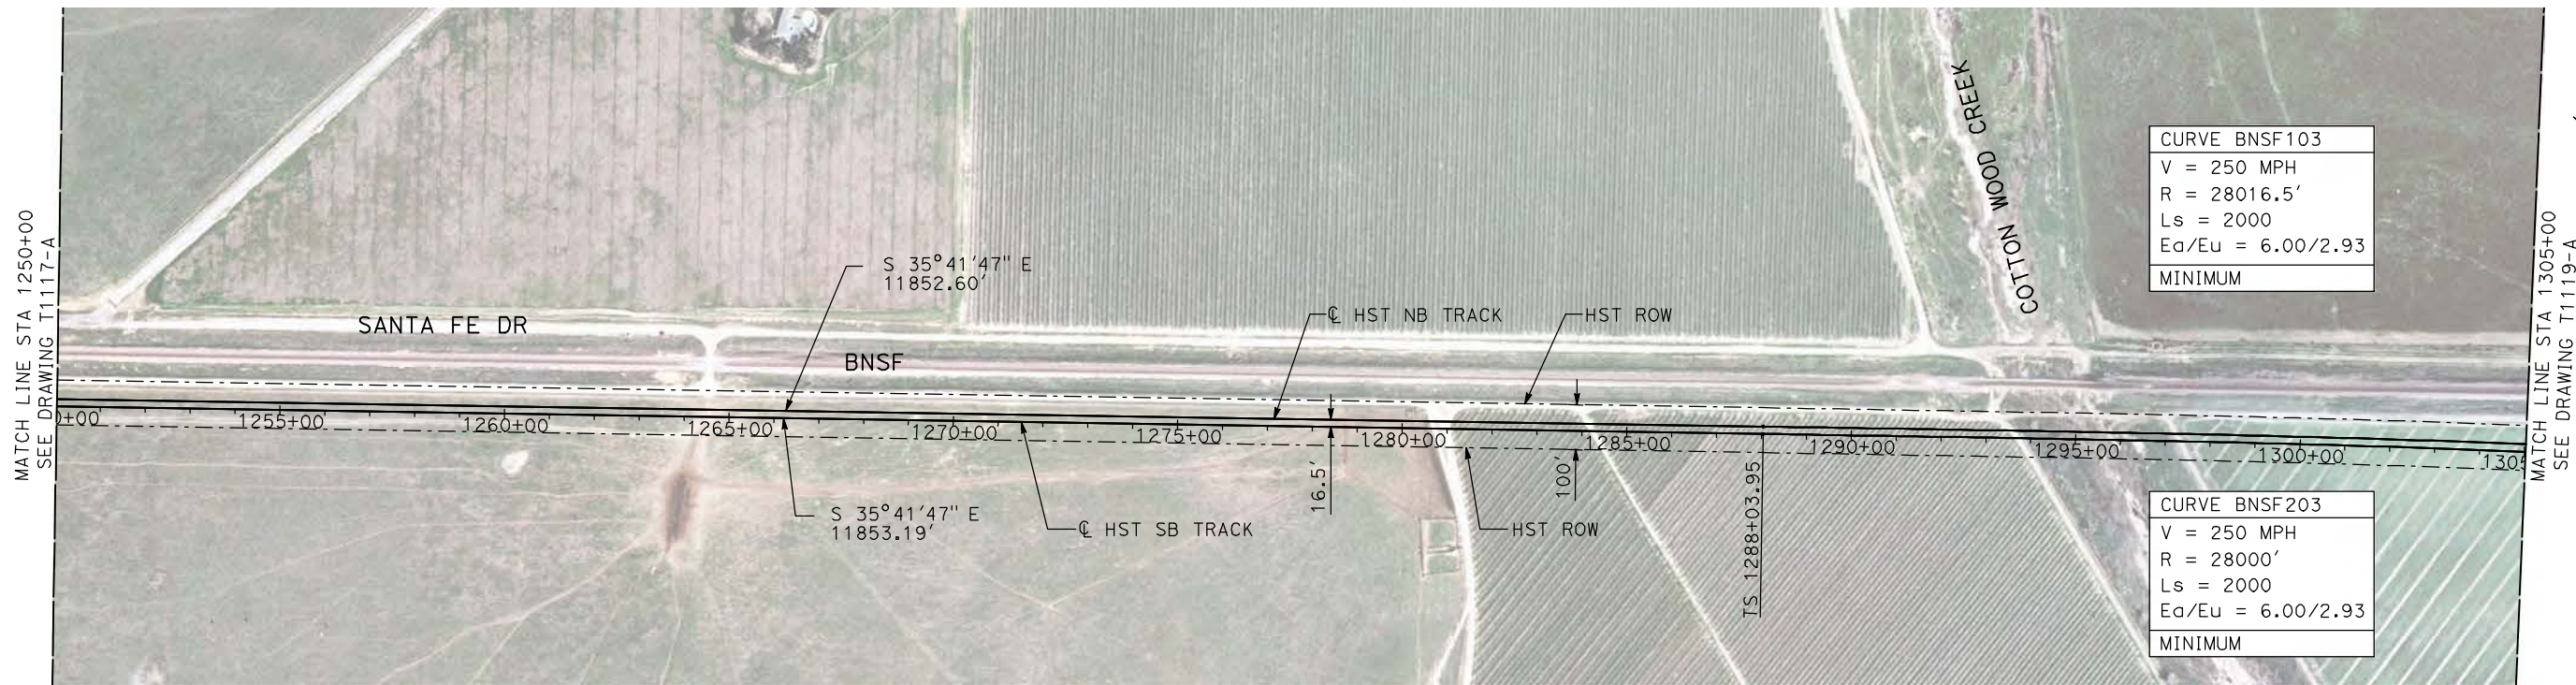 MATCH LINE STA 1250+00
SEE DRAWING T1117-A
SANTA FE DR
BNSF
S 35°41'47" E
11852.60'
℄ HST NB TRACK
HST ROW
COTTON WOOD CREEK
CURVE BNSF103
V = 250 MPH
R = 28016.5'
Ls = 2000
Ea/Eu = 6.00/2.93
MINIMUM
0+00
1255+00
1260+00
1265+00
1270+00
1275+00
1280+00
1285+00
1290+00
1295+00
1300+00
1305
S 35°41'47" E
11853.19'
℄ HST SB TRACK
16.5'
HST ROW
100'
TS 1288+03.95
CURVE BNSF203
V = 250 MPH
R = 28000'
Ls = 2000
Ea/Eu = 6.00/2.93
MINIMUM
MATCH LINE STA 1305+00
SEE DRAWING T1119-A